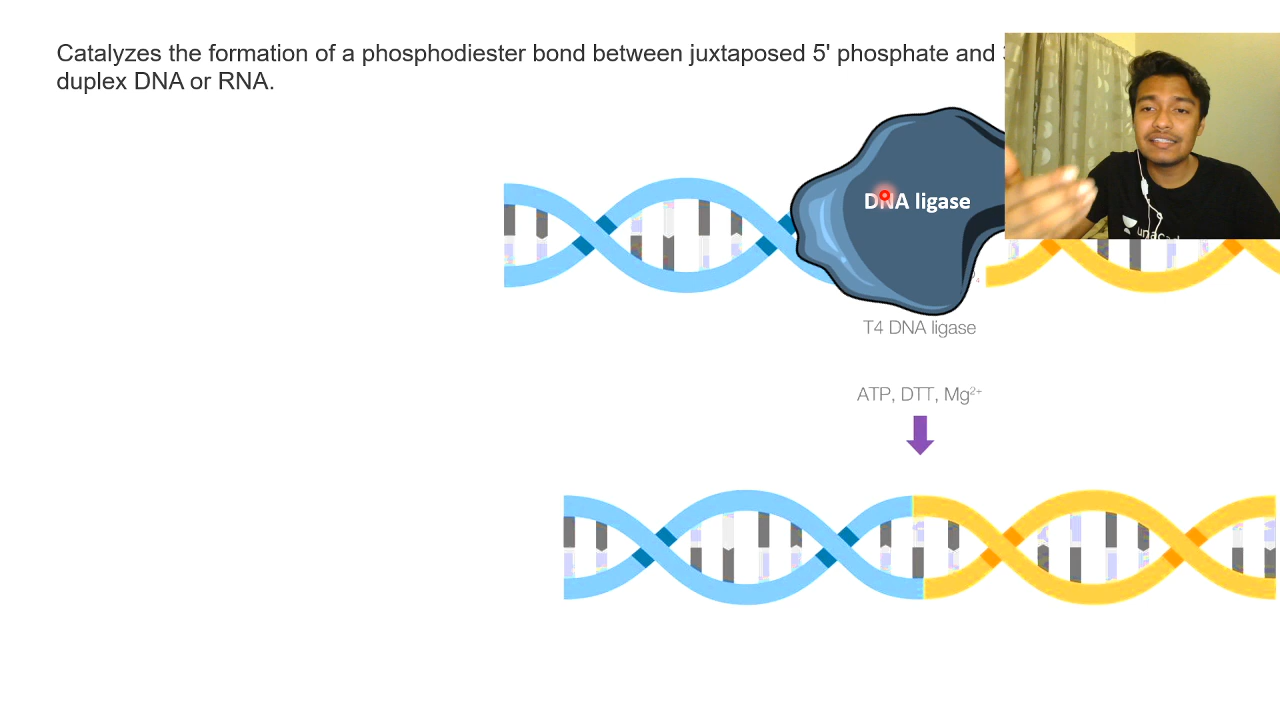 Catalyzes the formation of a phosphodiester bond between juxtaposed 5' phosphate and
duplex DNA or RNA.
DNA ligase
T4 DNA ligase
ATP, DTT, Mg²⁺